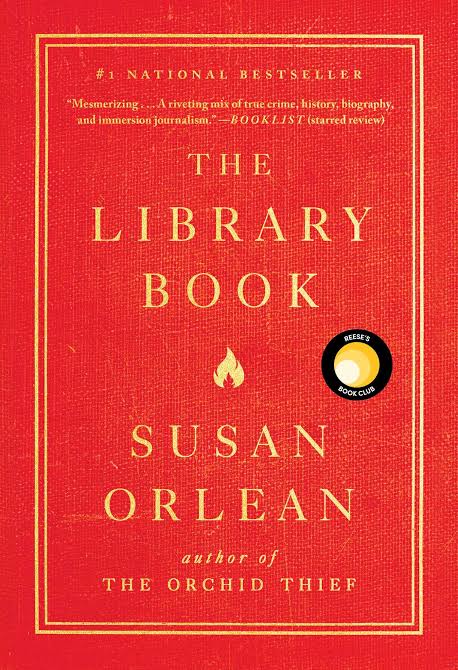 #1 NATIONAL BESTSELLER
“Mesmerizing . . . A riveting mix of true crime, history, biography,
and immersion journalism.” —BOOKLIST (starred review)
THE
LIBRARY
BOOK
REESE'S
BOOK CLUB
SUSAN
ORLEAN
author of
THE ORCHID THIEF